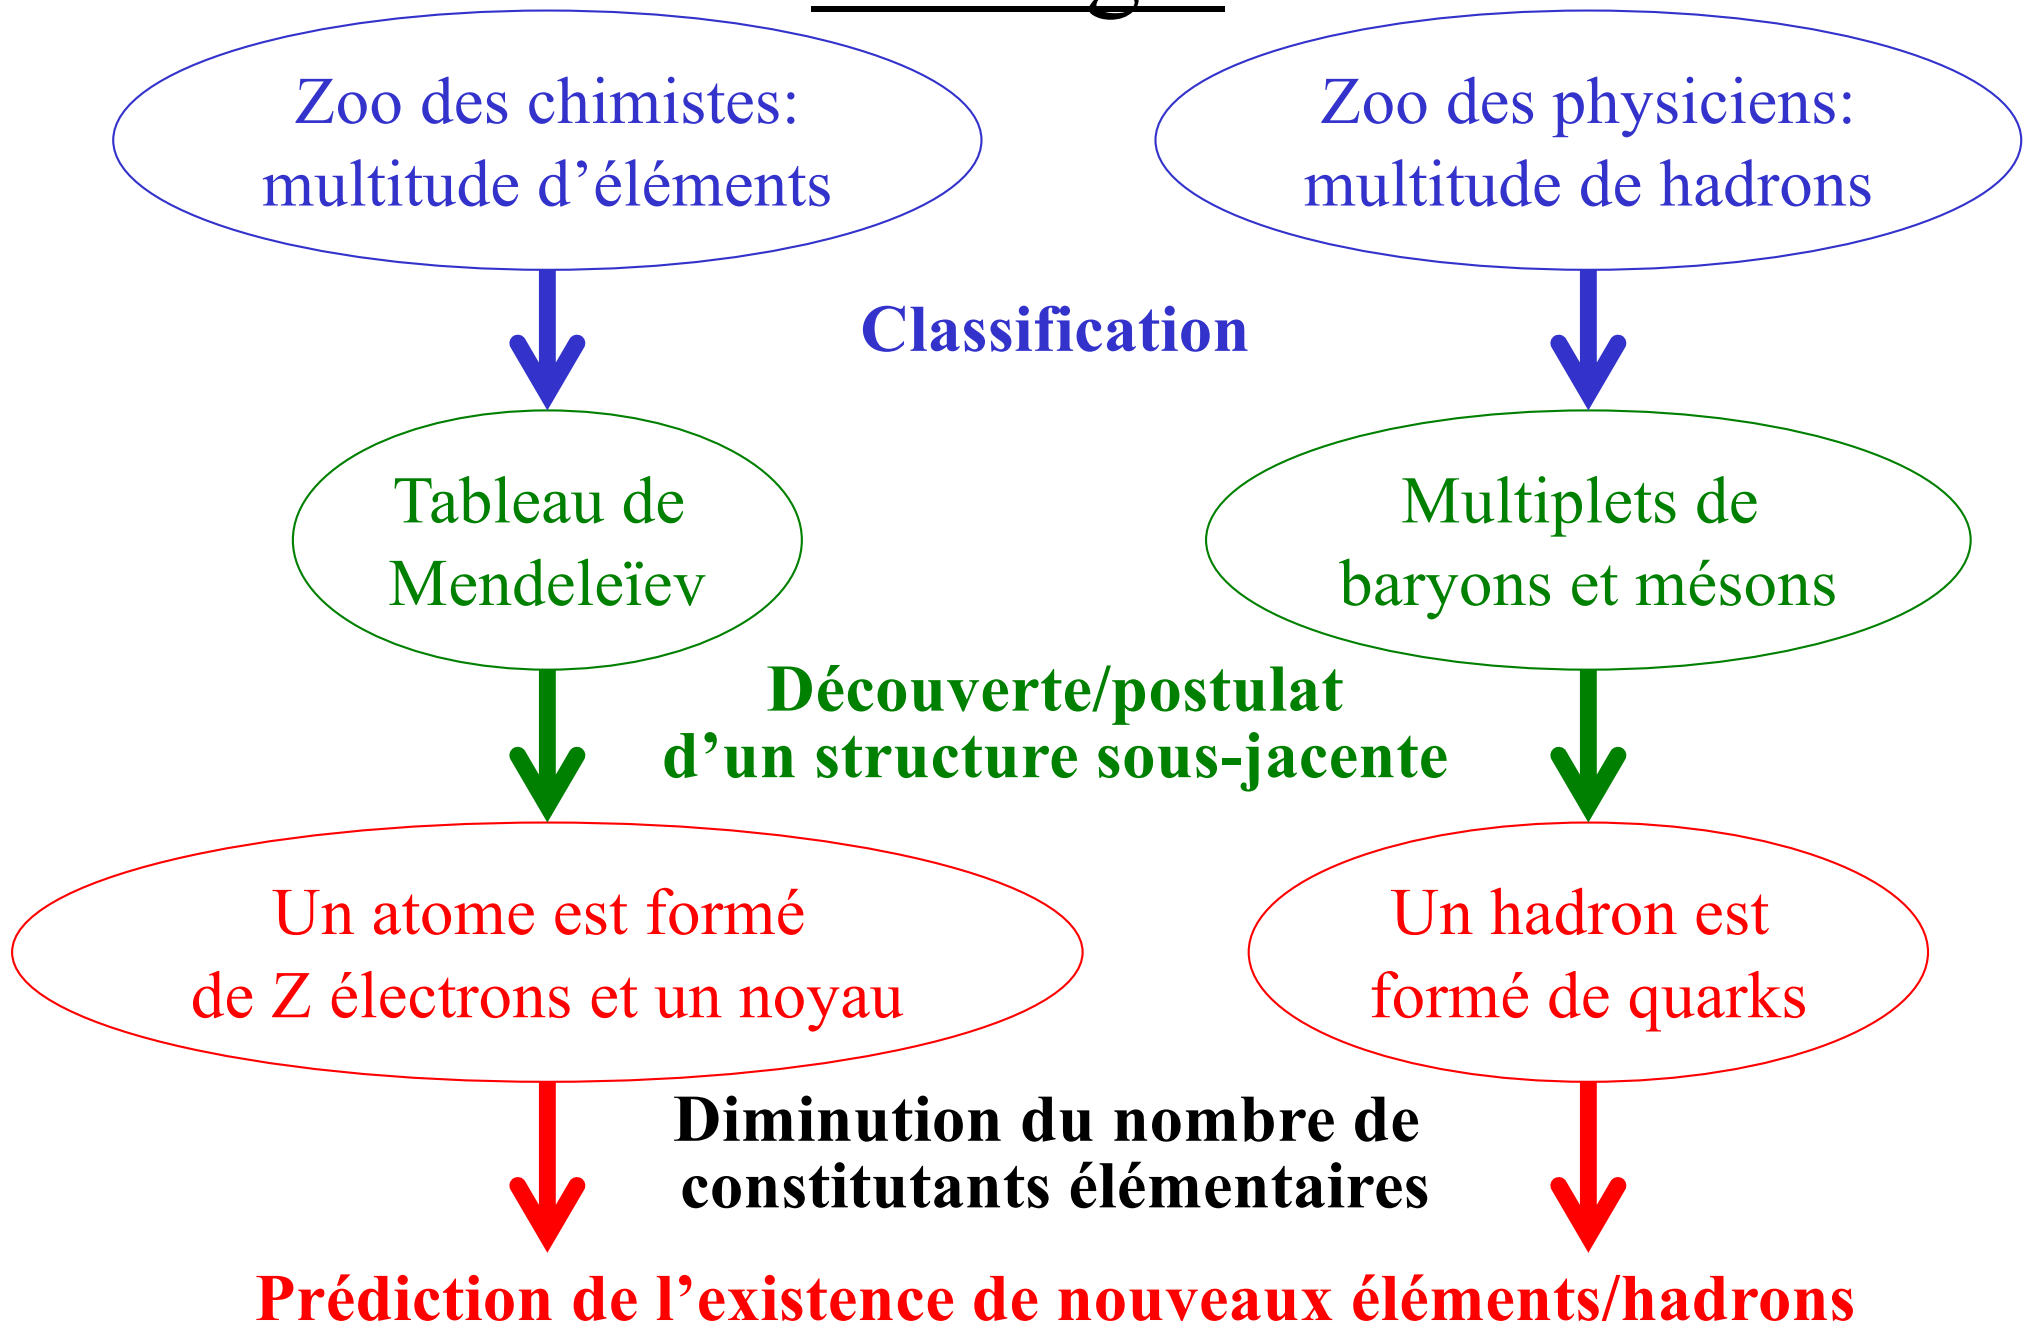 Zoo des chimistes:
multitude d’éléments
Zoo des physiciens:
multitude de hadrons
Classification
Tableau de
Mendeleïev
Multiplets de
baryons et mésons
Découverte/postulat
d’un structure sous-jacente
Un atome est formé
de Z électrons et un noyau
Un hadron est
formé de quarks
Diminution du nombre de
constitutants élémentaires
Prédiction de l’existence de nouveaux éléments/hadrons